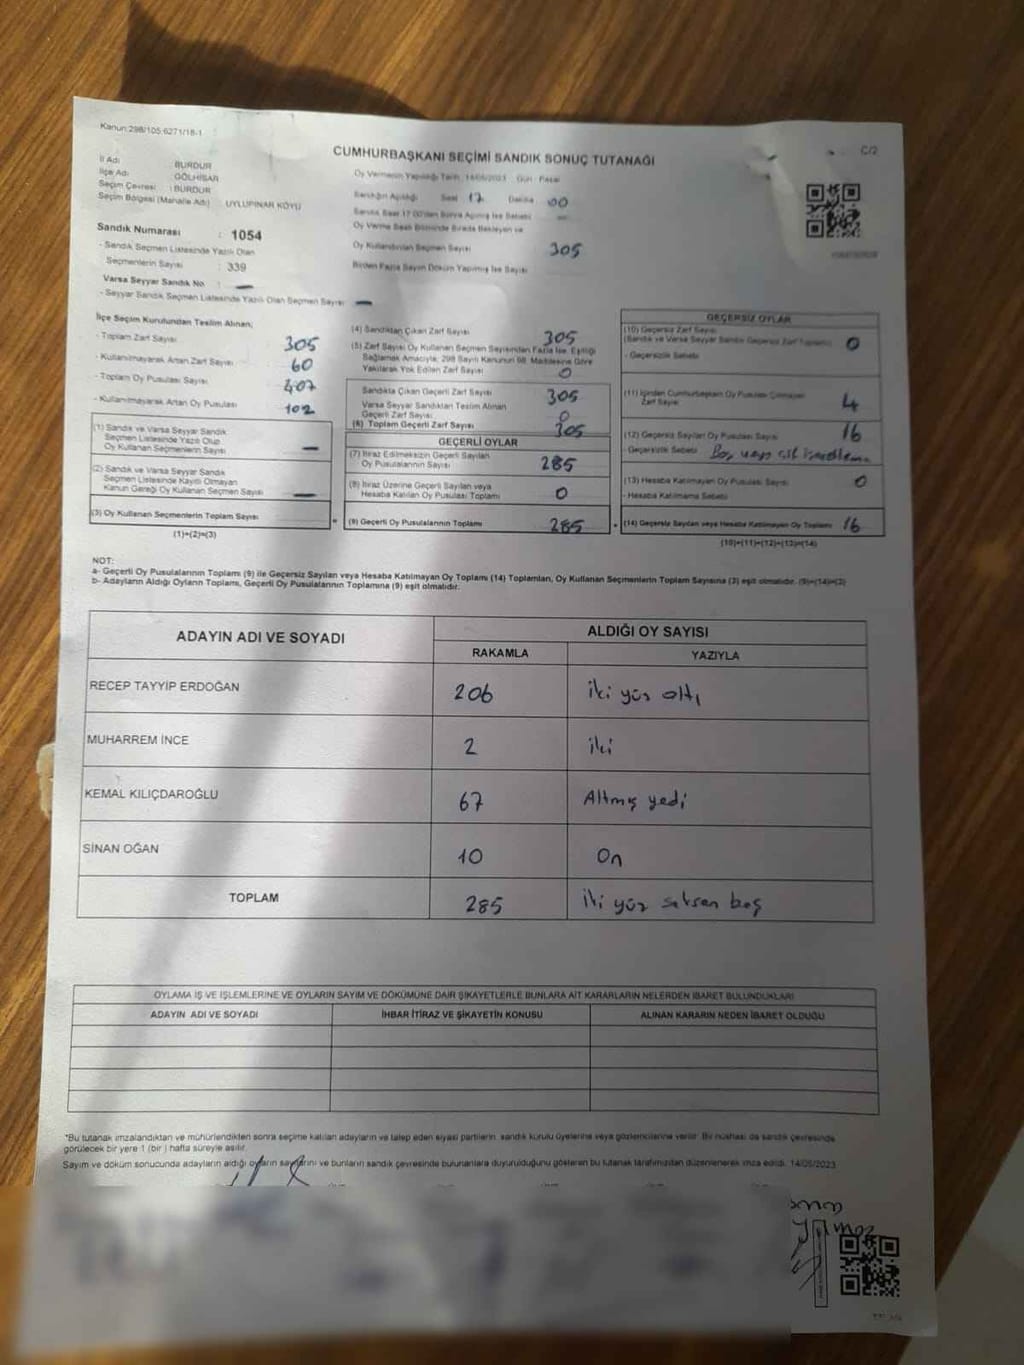 Kanun:298/105 6271/18-1
C/2
CUMHURBAŞKANI SEÇİMİ SANDIK SONUÇ TUTANAĞI
İl Adı : BURDUR
İlçe Adı : GÖLHİSAR
Seçim Çevresi : BURDUR
Seçim Bölgesi (Mahalle Adı) : UYLUPINAR KÖYÜ
Oy Vermenin Yapıldığı Tarih : 14/05/2023 Gün : Pazar
Sandığın Açıldığı Saat 17 Dakika 00
Sandık Saat 17:00'den Sonra Açılmış İse Sebebi
Oy Verme Saati Bitiminde Sırada Bekleyen ve
Oy Kullandırılan Seçmen Sayısı 305
Birden Fazla Sayım Döküm Yapılmış İse Sayısı
Sandık Numarası : 1054
- Sandık Seçmen Listesinde Yazılı Olan
Seçmenlerin Sayısı : 339
Varsa Seyyar Sandık No : —
- Seyyar Sandık Seçmen Listesinde Yazılı Olan Seçmen Sayısı : —
İlçe Seçim Kurulundan Teslim Alınan;
- Toplam Zarf Sayısı 305
- Kullanılmayarak Artan Zarf Sayısı : 60
- Toplam Oy Pusulası Sayısı 407
- Kullanılmayarak Artan Oy Pusulası 102
(1) Sandık ve Varsa Seyyar Sandık
Seçmen Listesinde Yazılı Olup
Oy Kullanan Seçmenlerin Sayısı : —
(2) Sandık ve Varsa Seyyar Sandık
Seçmen Listesinde Kayıtlı Olmayan
Kanun Gereği Oy Kullanan Seçmen Sayısı —
(3) Oy Kullanan Seçmenlerin Toplam Sayısı
(1)+(2)=(3)
(4) Sandıktan Çıkan Zarf Sayısı 305
(5) Zarf Sayısı Oy Kullanan Seçmen Sayısından Fazla İse, Eşitliği
Sağlamak Amacıyla, 298 Sayılı Kanunun 98. Maddesine Göre
Yakılarak Yok Edilen Zarf Sayısı 0
Sandıkta Çıkan Geçerli Zarf Sayısı 305
Varsa Seyyar Sandıktan Teslim Alınan
Geçerli Zarf Sayısı 0
(6) Toplam Geçerli Zarf Sayısı 305
GEÇERLİ OYLAR
(7) İtiraz Edilmeksizin Geçerli Sayılan
Oy Pusulalarının Sayısı 285
(8) İtiraz Üzerine Geçerli Sayılan veya
Hesaba Katılan Oy Pusulası Toplamı 0
= (9) Geçerli Oy Pusulalarının Toplamı 285
GEÇERSİZ OYLAR
(10) Geçersiz Zarf Sayısı
(Sandık ve Varsa Seyyar Sandık Geçersiz Zarf Toplamı) 0
- Geçersizlik Sebebi
(11) İçinden Cumhurbaşkanı Oy Pusulası Çıkmayan
Zarf Sayısı 4
(12) Geçersiz Sayılan Oy Pusulası Sayısı 16
- Geçersizlik Sebebi Boş veya çift işaretleme
(13) Hesaba Katılmayan Oy Pusulası Sayısı 0
- Hesaba Katılmama Sebebi
+ (14) Geçersiz Sayılan veya Hesaba Katılmayan Oy Toplamı 16
(10)+(11)+(12)+(13)=(14)
NOT:
a- Geçerli Oy Pusulalarının Toplamı (9) ile Geçersiz Sayılan veya Hesaba Katılmayan Oy Toplamı (14) Toplamları, Oy Kullanan Seçmenlerin Toplam Sayısına (3) eşit olmalıdır. (9)+(14)=(3)
b- Adayların Aldığı Oyların Toplamı, Geçerli Oy Pusulalarının Toplamına (9) eşit olmalıdır.
ADAYIN ADI VE SOYADI ALDIĞI OY SAYISI
RAKAMLA YAZIYLA
RECEP TAYYİP ERDOĞAN 206 iki yüz altı
MUHARREM İNCE 2 iki
KEMAL KILIÇDAROĞLU 67 Altmış yedi
SİNAN OĞAN 10 On
TOPLAM 285 iki yüz seksen beş
OYLAMA İŞ VE İŞLEMLERİNE VE OYLARIN SAYIM VE DÖKÜMÜNE DAİR ŞİKAYETLERLE BUNLARA AİT KARARLARIN NELERDEN İBARET BULUNDUKLARI
ADAYIN ADI VE SOYADI İHBAR İTİRAZ VE ŞİKAYETİN KONUSU ALINAN KARARIN NEDEN İBARET OLDUĞU
*Bu tutanak imzalandıktan ve mühürlendikten sonra seçime katılan adayların ve talep eden siyasi partilerin, sandık kurulu üyelerine veya gözlemcilerine verilir. Bir nüshası da sandık çevresinde
görülecek bir yere 1 (bir ) hafta süreyle asılır.
Sayım ve döküm sonucunda adayların aldığı oyların sayılarını ve bunların sandık çevresinde bulunanlara duyurulduğunu gösteren bu tutanak tarafımızdan düzenlenerek imza edildi. 14/05/2023